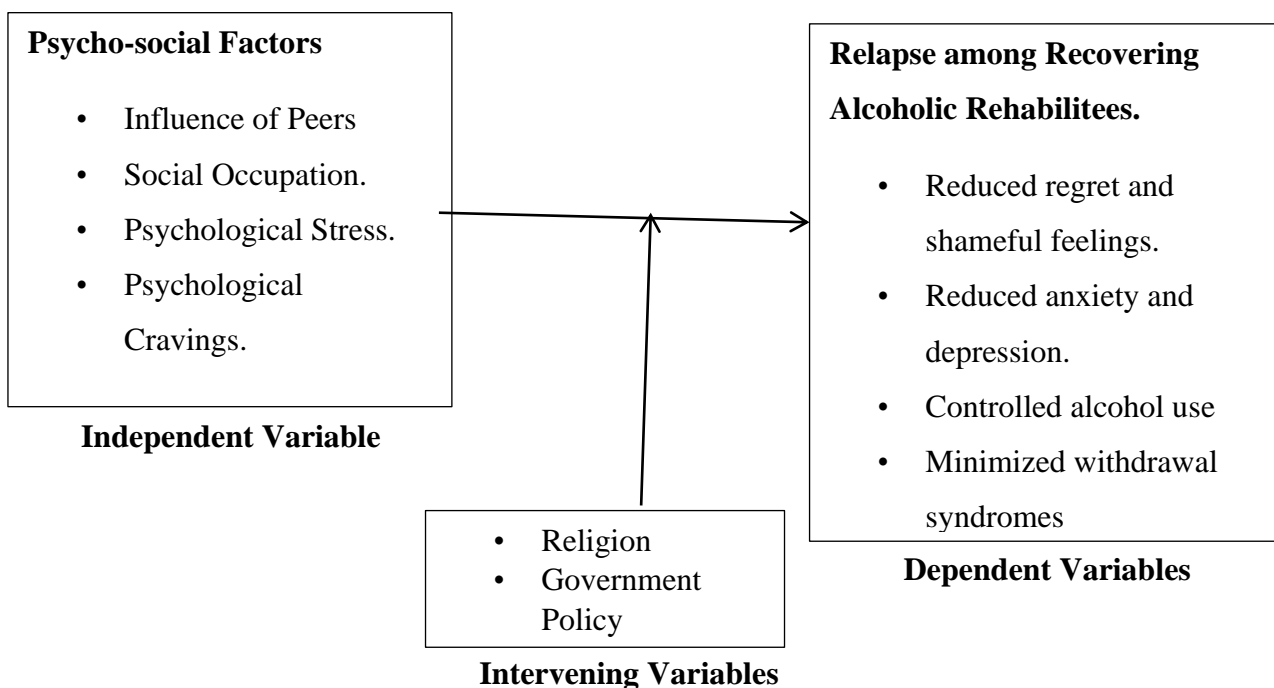 Psycho-social Factors
• Influence of Peers
• Social Occupation.
• Psychological Stress.
• Psychological
Cravings.
Independent Variable
Relapse among Recovering
Alcoholic Rehabilitees.
• Reduced regret and
shameful feelings.
• Reduced anxiety and
depression.
• Controlled alcohol use
• Minimized withdrawal
syndromes
Dependent Variables
• Religion
• Government
Policy
Intervening Variables